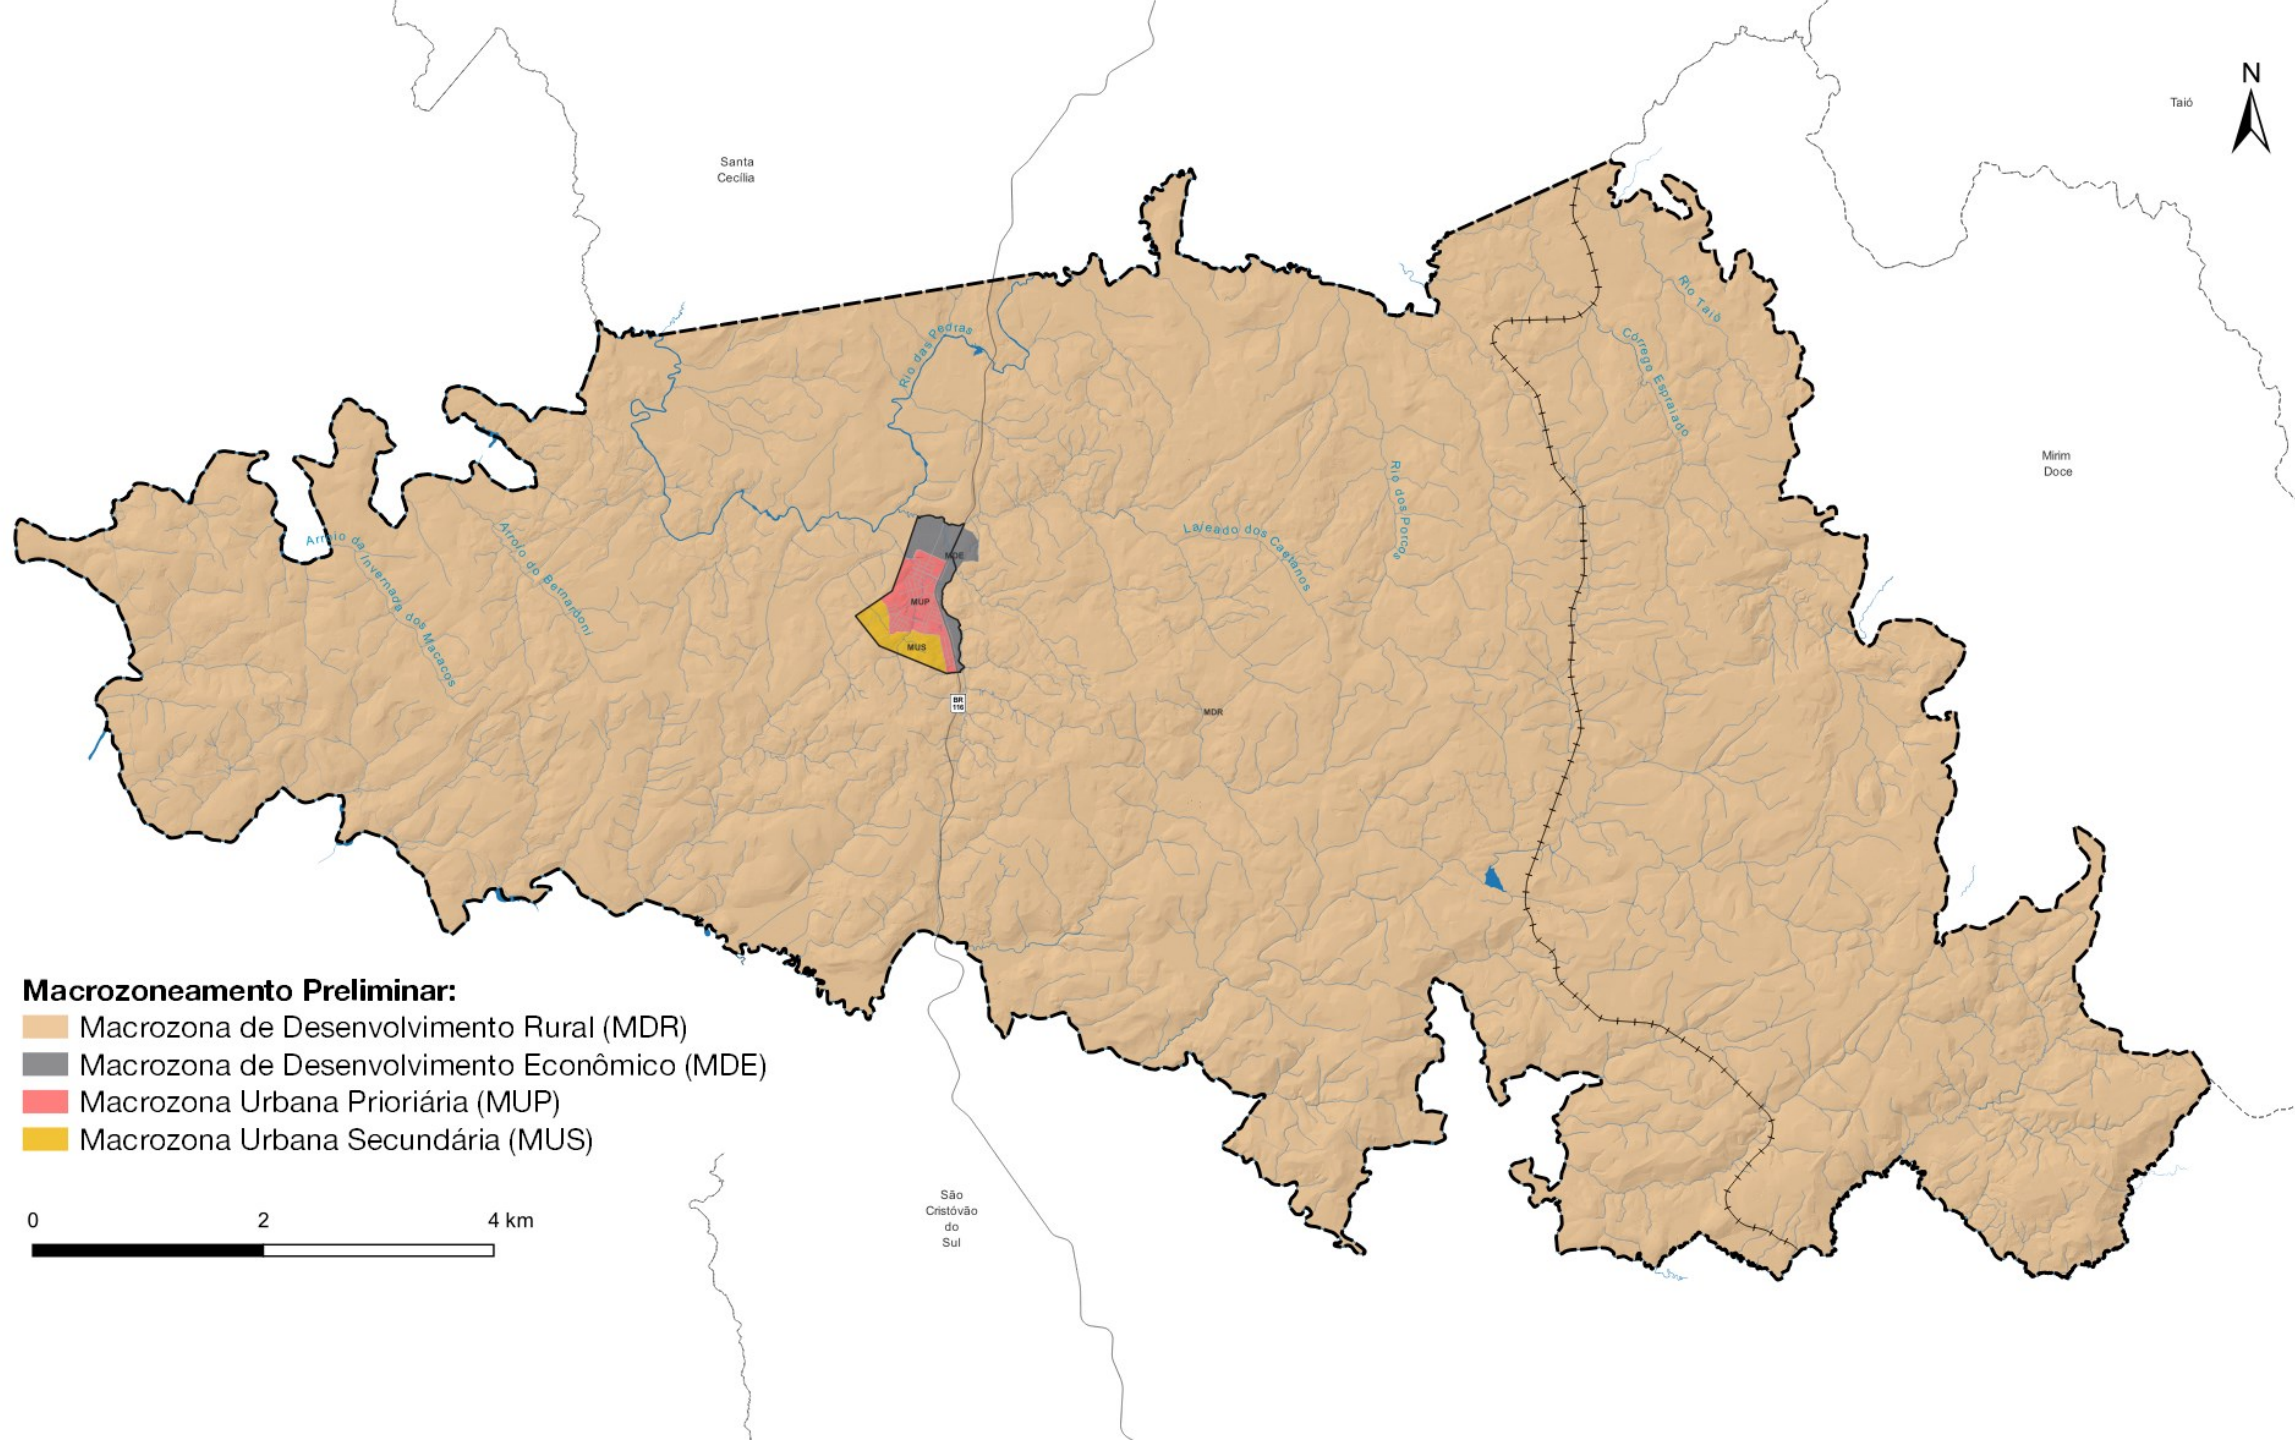 N
Taió
Santa
Cecília
Rio Taió
Rio das Pedras
Córrego Espraiado
Mirim
Doce
Rio dos Porcos
Lajeado dos Caetanos
Arroio da Invernada dos Macacos
Arroio do Bernardoni
MDE
MUP
MUS
BR
116
MDR
Macrozoneamento Preliminar:
Macrozona de Desenvolvimento Rural (MDR)
Macrozona de Desenvolvimento Econômico (MDE)
Macrozona Urbana Prioriária (MUP)
Macrozona Urbana Secundária (MUS)
0 2 4 km
São
Cristóvão
do
Sul